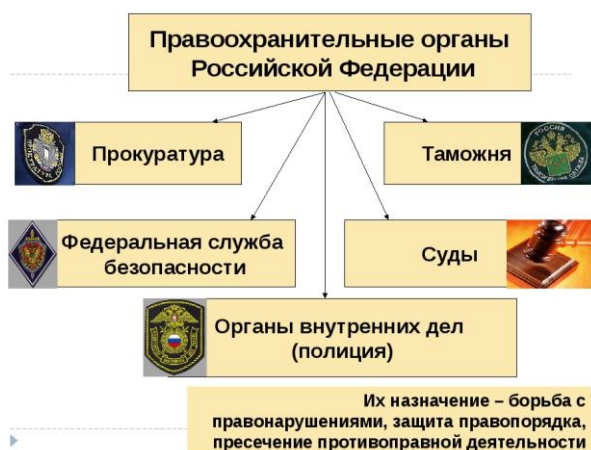 Правоохранительные органы
Российской Федерации
Прокуратура
Таможня
РОССИЯ
Федеральная служба
безопасности
Суды
Органы внутренних дел
(полиция)
Их назначение – борьба с
правонарушениями, защита правопорядка,
пресечение противоправной деятельности